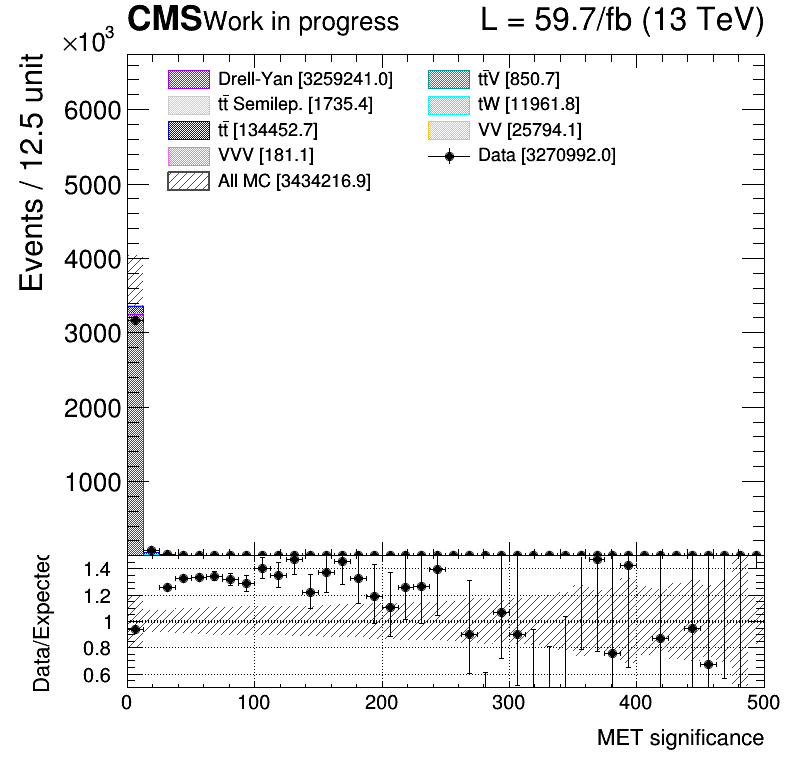 CMS Work in progress L = 59.7/fb (13 TeV)
×10³
Events / 12.5 unit
6000
5000
4000
3000
2000
1000
Drell-Yan [3259241.0]
tt̄ Semilep. [1735.4]
tt̄ [134452.7]
VVV [181.1]
All MC [3434216.9]
tt̄V [850.7]
tW [11961.8]
VV [25794.1]
Data [3270992.0]
Data/Expected
1.4
1.2
1
0.8
0.6
0 100 200 300 400 500
MET significance